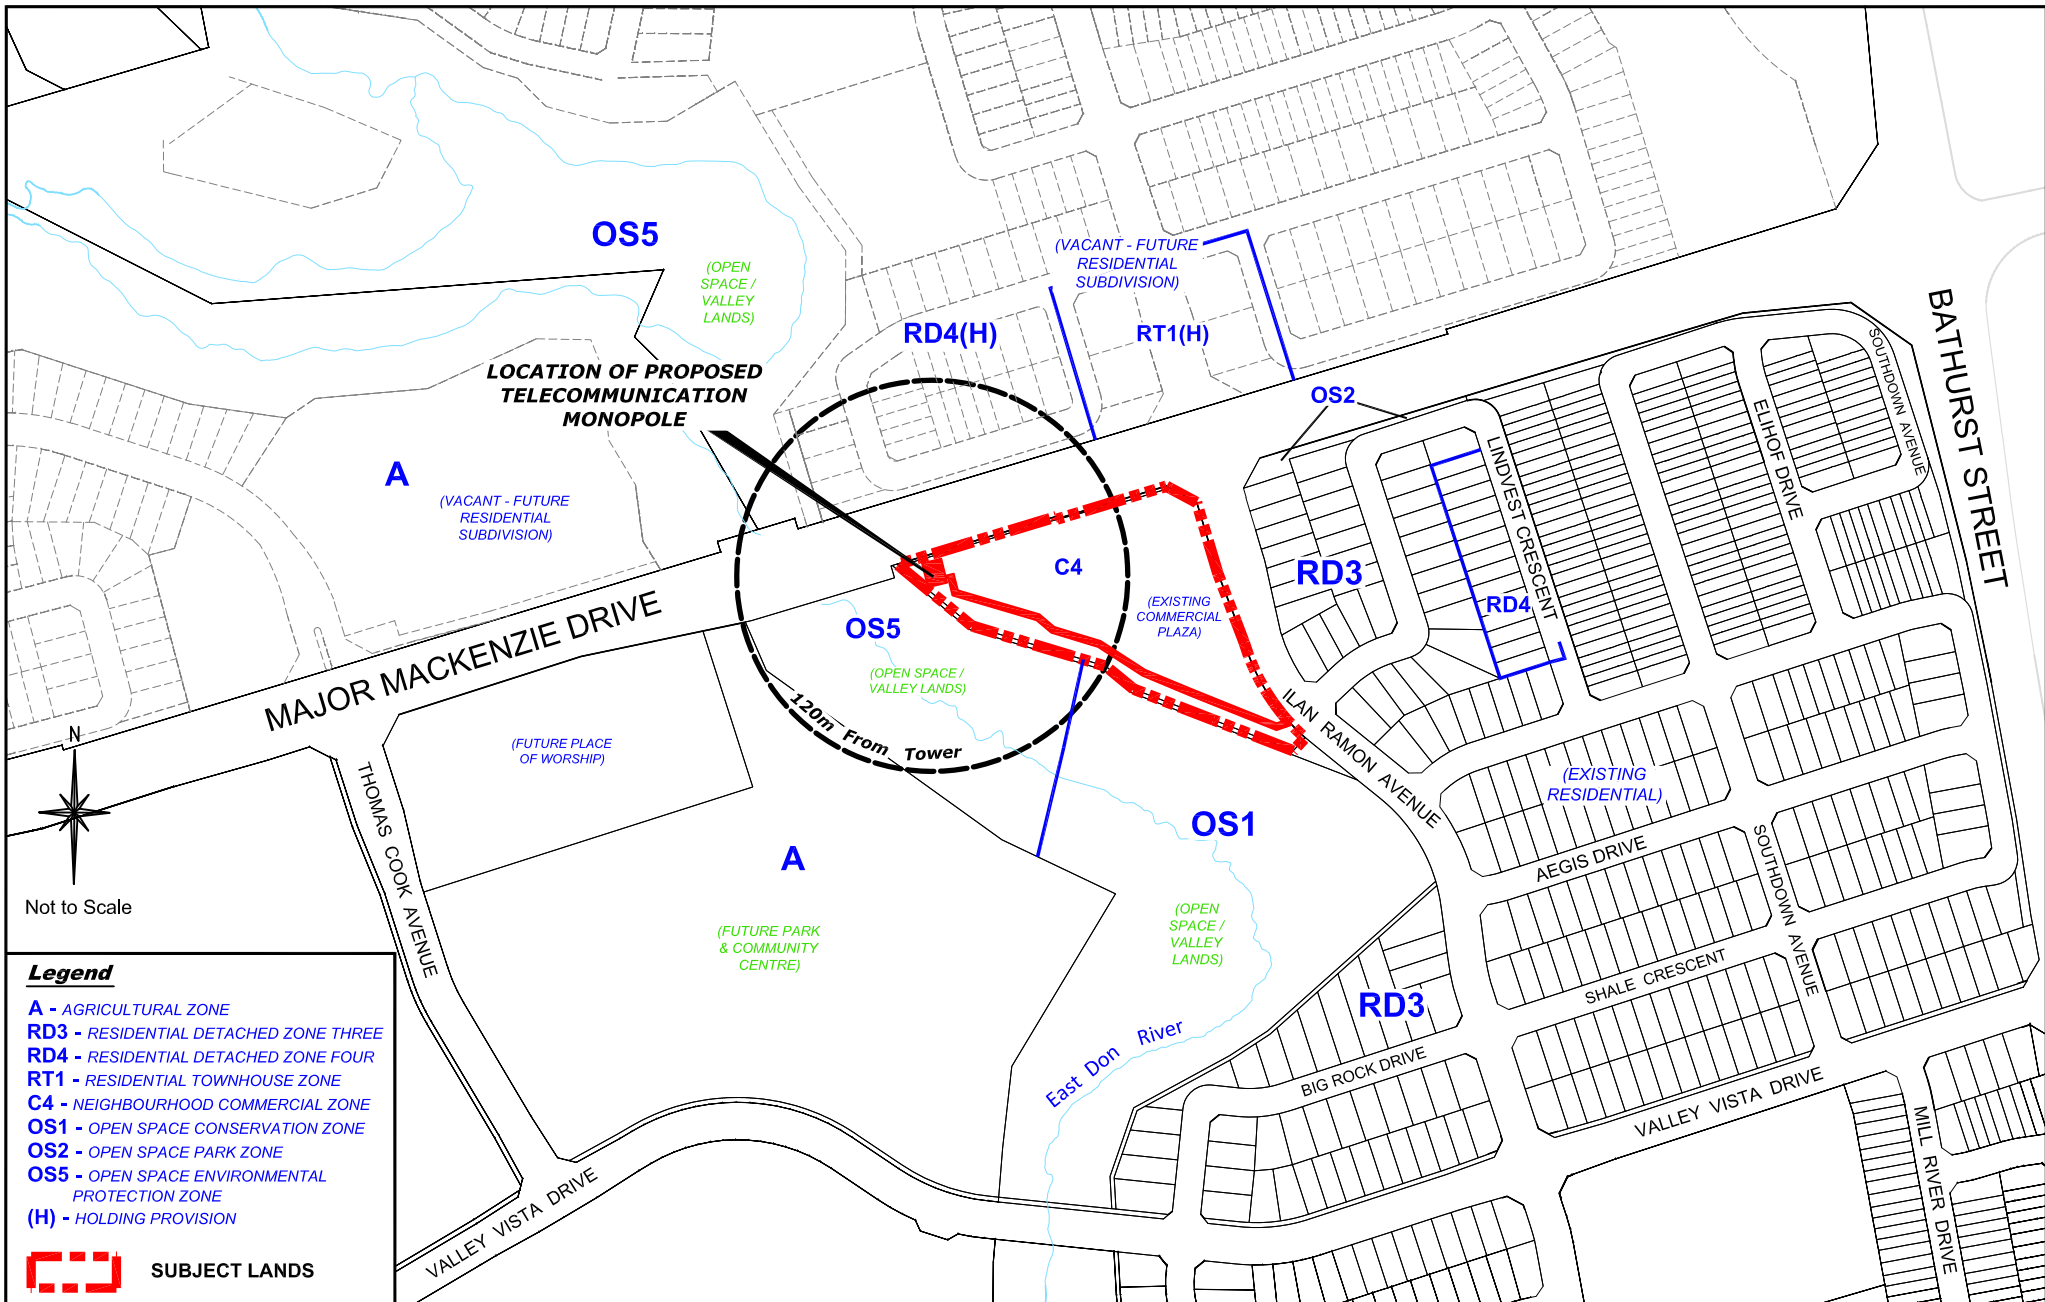 OS5
(OPEN
SPACE /
VALLEY
LANDS)
(VACANT - FUTURE
RESIDENTIAL
SUBDIVISION)
RD4(H)
RT1(H)
LOCATION OF PROPOSED
TELECOMMUNICATION
MONOPOLE
OS2
BATHURST STREET
SOUTHDOWN AVENUE
ELIHOF DRIVE
LINDVEST CRESCENT
A
(VACANT - FUTURE
RESIDENTIAL
SUBDIVISION)
C4
(EXISTING
COMMERCIAL
PLAZA)
RD3
RD4
MAJOR MACKENZIE DRIVE
OS5
(OPEN SPACE /
VALLEY LANDS)
120m From Tower
ILAN RAMON AVENUE
(FUTURE PLACE
OF WORSHIP)
THOMAS COOK AVENUE
N
Not to Scale
(EXISTING
RESIDENTIAL)
OS1
AEGIS DRIVE
SOUTHDOWN AVENUE
A
(FUTURE PARK
& COMMUNITY
CENTRE)
(OPEN
SPACE /
VALLEY
LANDS)
SHALE CRESCENT
RD3
East Don River
BIG ROCK DRIVE
VALLEY VISTA DRIVE
MILL RIVER DRIVE
VALLEY VISTA DRIVE
Legend
A - AGRICULTURAL ZONE
RD3 - RESIDENTIAL DETACHED ZONE THREE
RD4 - RESIDENTIAL DETACHED ZONE FOUR
RT1 - RESIDENTIAL TOWNHOUSE ZONE
C4 - NEIGHBOURHOOD COMMERCIAL ZONE
OS1 - OPEN SPACE CONSERVATION ZONE
OS2 - OPEN SPACE PARK ZONE
OS5 - OPEN SPACE ENVIRONMENTAL
PROTECTION ZONE
(H) - HOLDING PROVISION
SUBJECT LANDS